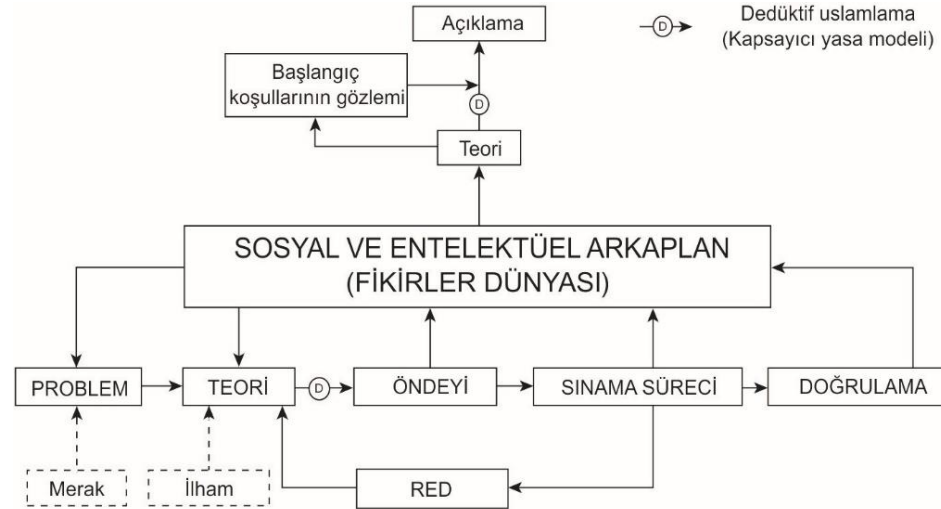 Açıklama
D
Dedüktif uslamlama
(Kapsayıcı yasa modeli)
Başlangıç
koşullarının gözlemi
D
Teori
SOSYAL VE ENTELEKTÜEL ARKAPLAN
(FİKİRLER DÜNYASI)
PROBLEM
TEORİ
D
ÖNDEYİ
SINAMA SÜRECİ
DOĞRULAMA
Merak
İlham
RED